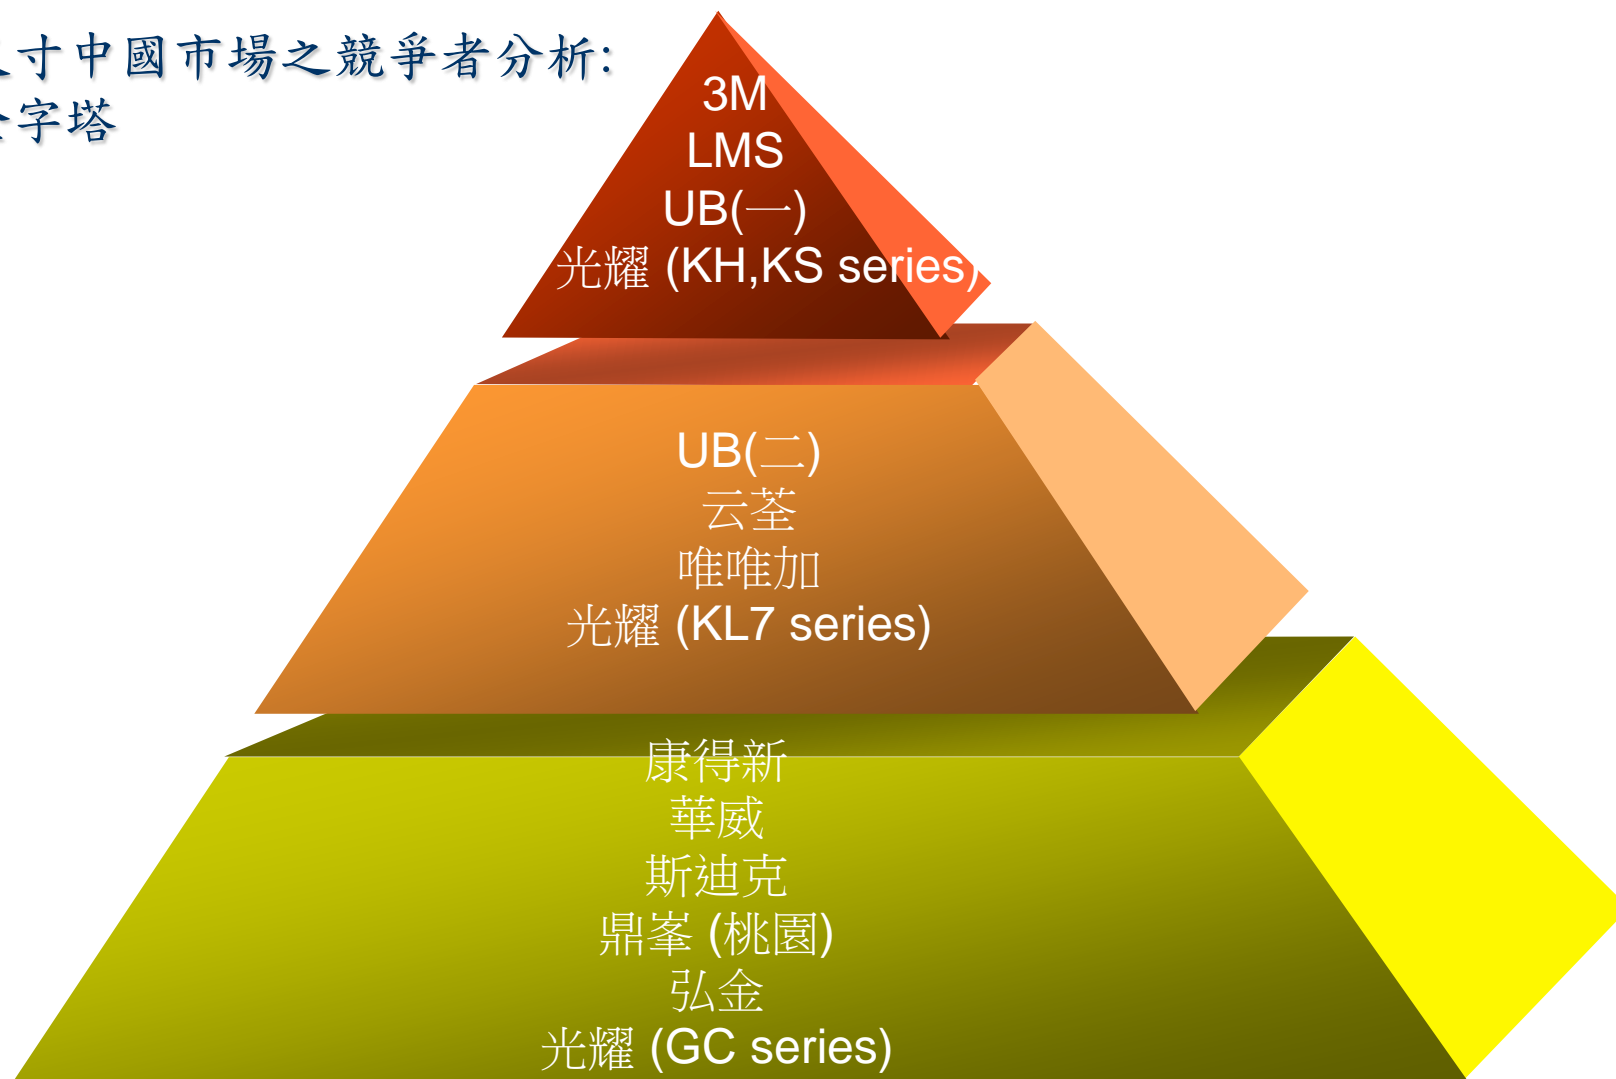 寸中國市場之競爭者分析:
字塔
3M
LMS
UB(一)
光耀 (KH,KS series)
UB(二)
云荃
唯唯加
光耀 (KL7 series)
康得新
華威
斯迪克
鼎峯 (桃園)
弘金
光耀 (GC series)